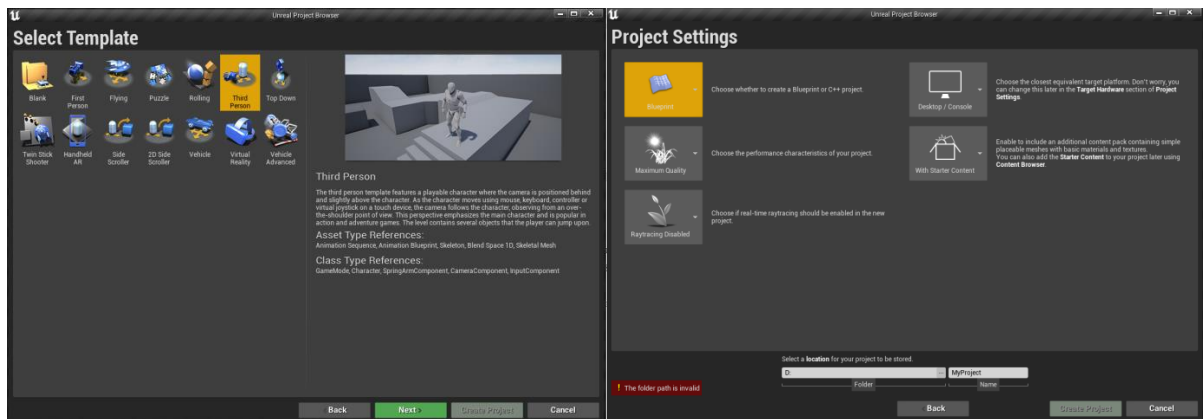 Unreal Project Browser
Select Template
Blank
First
Person
Flying
Puzzle
Rolling
Third
Person
Top Down
Twin Stick
Shooter
Handheld
AR
Side
Scroller
2D Side
Scroller
Vehicle
Virtual
Reality
Vehicle
Advanced
Third Person
The third person template features a playable character where the camera is positioned behind
and slightly above the character. As the character moves using mouse, keyboard, controller or
virtual joystick on a touch device, the camera follows the character, observing from an over-
the-shoulder point of view. This perspective emphasizes the main character and is popular in
action and adventure games. The level contains several objects that the player can jump upon.
Asset Type References:
Animation Sequence, Animation Blueprint, Skeleton, Blend Space 1D, Skeletal Mesh
Class Type References:
GameMode, Character, SpringArmComponent, CameraComponent, InputComponent
Back
Next
Create Project
Cancel
Unreal Project Browser
Project Settings
Blueprint
Choose whether to create a Blueprint or C++ project.
Maximum Quality
Choose the performance characteristics of your project.
Raytracing Disabled
Choose if real-time raytracing should be enabled in the new
project.
Desktop / Console
Choose the closest equivalent target platform. Don't worry, you
can change this later in the Target Hardware section of Project
Settings.
With Starter Content
Enable to include an additional content pack containing simple
placeable meshes with basic materials and textures.
You can also add the Starter Content to your project later using
Content Browser.
Select a location for your project to be stored.
D:
...
MyProject
Folder
Name
! The folder path is invalid
Back
Create Project
Cancel